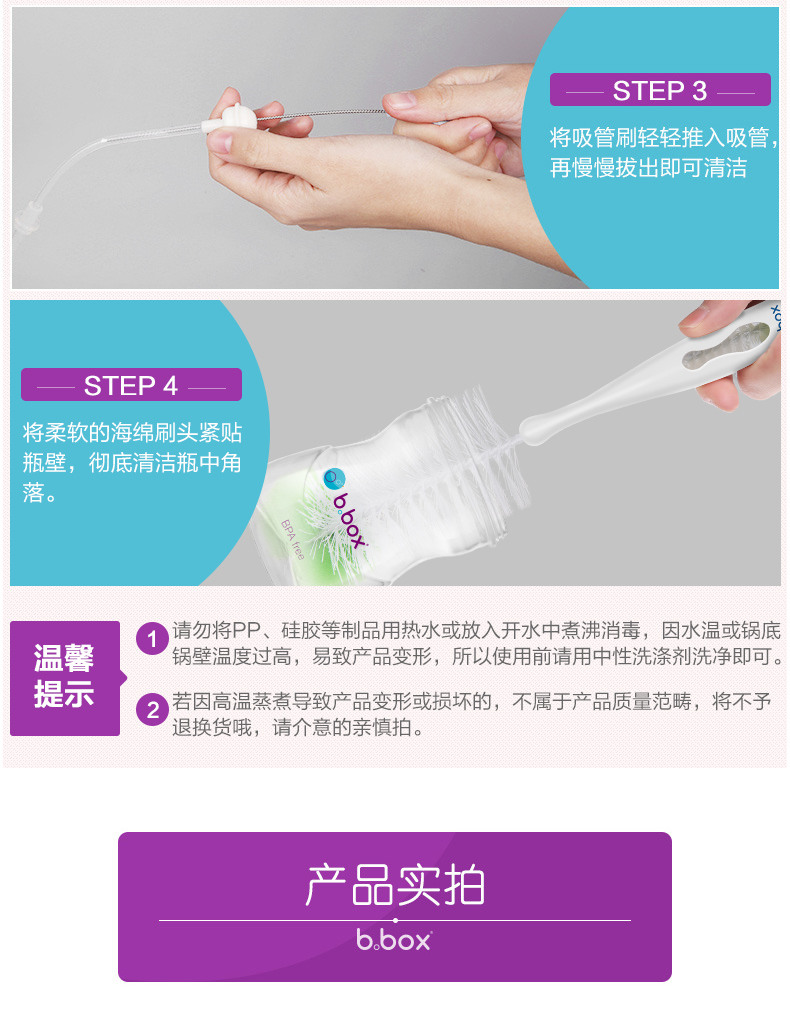 STEP 3
将吸管刷轻轻推入吸管，
再慢慢拔出即可清洁
box
STEP 4
将柔软的海绵刷头紧贴
瓶壁，彻底清洁瓶中角
落。
b.box
BPA free
温馨
提示
1 请勿将PP、硅胶等制品用热水或放入开水中煮沸消毒，因水温或锅底
锅壁温度过高，易致产品变形，所以使用前请用中性洗涤剂洗净即可。
2 若因高温蒸煮导致产品变形或损坏的，不属于产品质量范畴，将不予
退换货哦，请介意的亲慎拍。
产品实拍
b.box